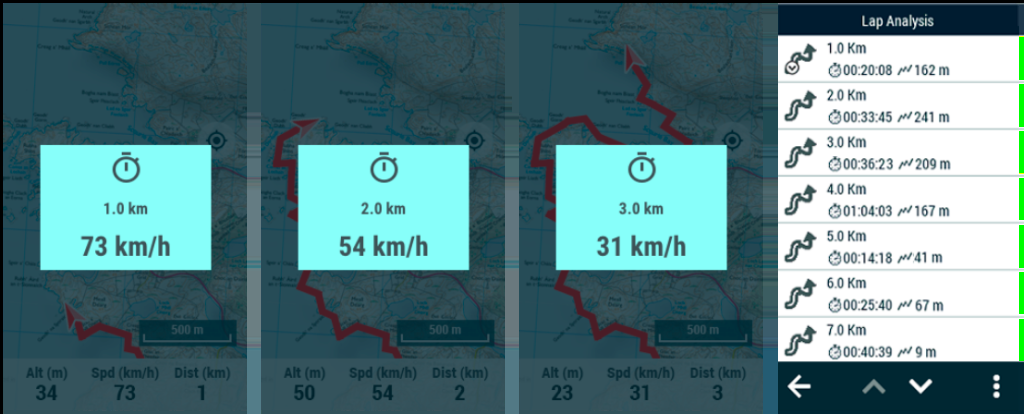 1.0 km
73 km/h
500 m
Alt (m) Spd (km/h) Dist (km)
34 73 1
2.0 km
54 km/h
500 m
Alt (m) Spd (km/h) Dist (km)
50 54 2
3.0 km
31 km/h
500 m
Alt (m) Spd (km/h) Dist (km)
23 31 3
Lap Analysis
1.0 Km
00:20:08 162 m
2.0 Km
00:33:45 241 m
3.0 Km
00:36:23 209 m
4.0 Km
01:04:03 167 m
5.0 Km
00:14:18 41 m
6.0 Km
00:25:40 67 m
7.0 Km
00:40:39 9 m